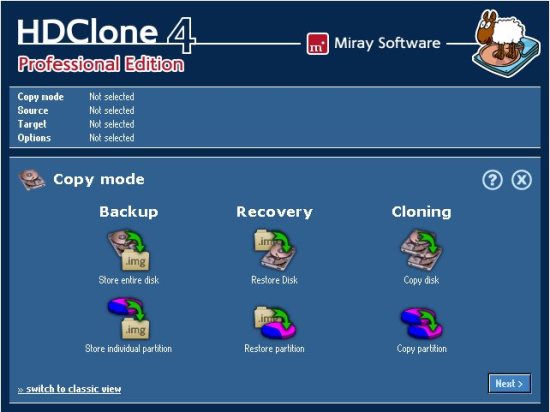 HDClone 4
Professional Edition
m Miray Software
Copy mode Not selected
Source Not selected
Target Not selected
Options Not selected
Copy mode ? X
Backup Recovery Cloning
.img .img
Store entire disk Restore Disk Copy disk
.img .img
Store individual partition Restore partition Copy partition
» switch to classic view Next >